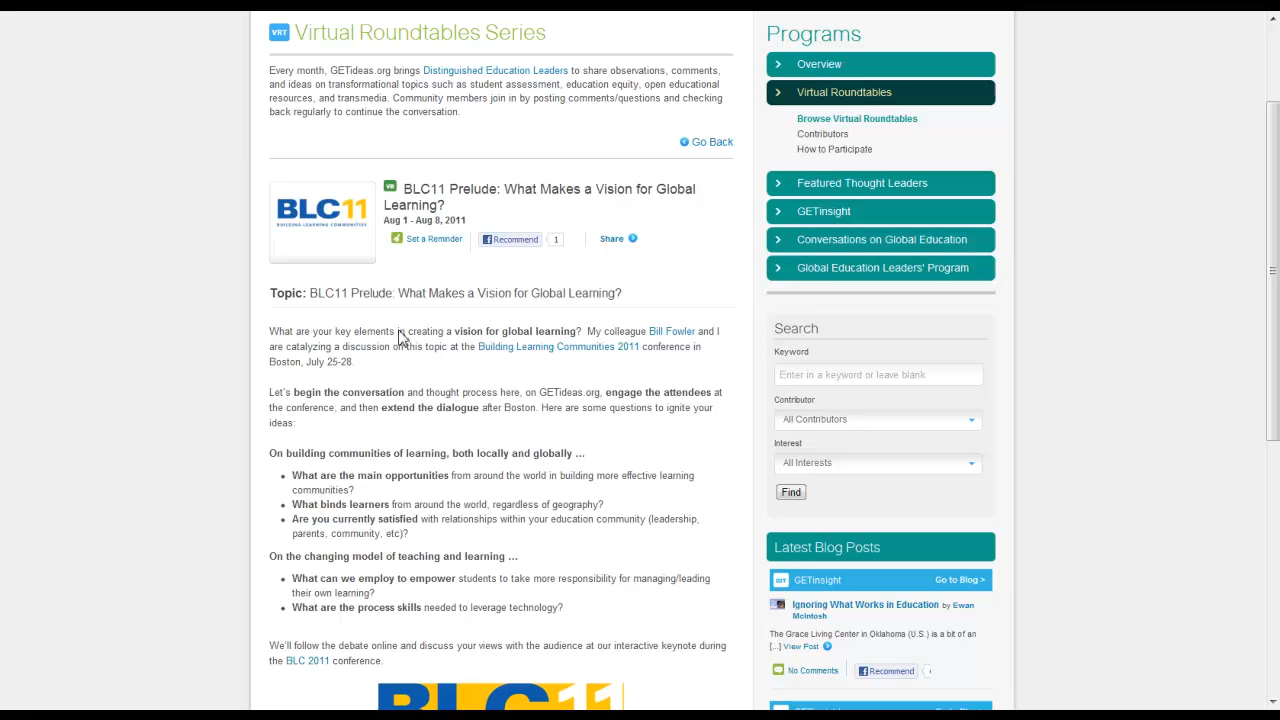 VRT Virtual Roundtables Series
Every month, GETideas.org brings Distinguished Education Leaders to share observations, comments,
and ideas on transformational topics such as student assessment, education equity, open educational
resources, and transmedia. Community members join in by posting comments/questions and checking
back regularly to continue the conversation.
Go Back
BLC11
BUILDING LEARNING COMMUNITIES
VR BLC11 Prelude: What Makes a Vision for Global
Learning?
Aug 1 - Aug 8, 2011
Set a Reminder Recommend 1 Share
Topic: BLC11 Prelude: What Makes a Vision for Global Learning?
What are your key elements in creating a vision for global learning? My colleague Bill Fowler and I
are catalyzing a discussion on this topic at the Building Learning Communities 2011 conference in
Boston, July 25-28.
Let's begin the conversation and thought process here, on GETideas.org, engage the attendees at
the conference, and then extend the dialogue after Boston. Here are some questions to ignite your
ideas:
On building communities of learning, both locally and globally ...
What are the main opportunities from around the world in building more effective learning
communities?
What binds learners from around the world, regardless of geography?
Are you currently satisfied with relationships within your education community (leadership,
parents, community, etc)?
On the changing model of teaching and learning ...
What can we employ to empower students to take more responsibility for managing/leading
their own learning?
What are the process skills needed to leverage technology?
We'll follow the debate online and discuss your views with the audience at our interactive keynote during
the BLC 2011 conference.
BLC11
Programs
Overview
Virtual Roundtables
Browse Virtual Roundtables
Contributors
How to Participate
Featured Thought Leaders
GETinsight
Conversations on Global Education
Global Education Leaders' Program
Search
Keyword
Enter in a keyword or leave blank
Contributor
All Contributors
Interest
All Interests
Find
Latest Blog Posts
GETinsight Go to Blog >
Ignoring What Works in Education by Ewan
McIntosh
The Grace Living Center in Oklahoma (U.S.) is a bit of an
[...] View Post
No Comments Recommend